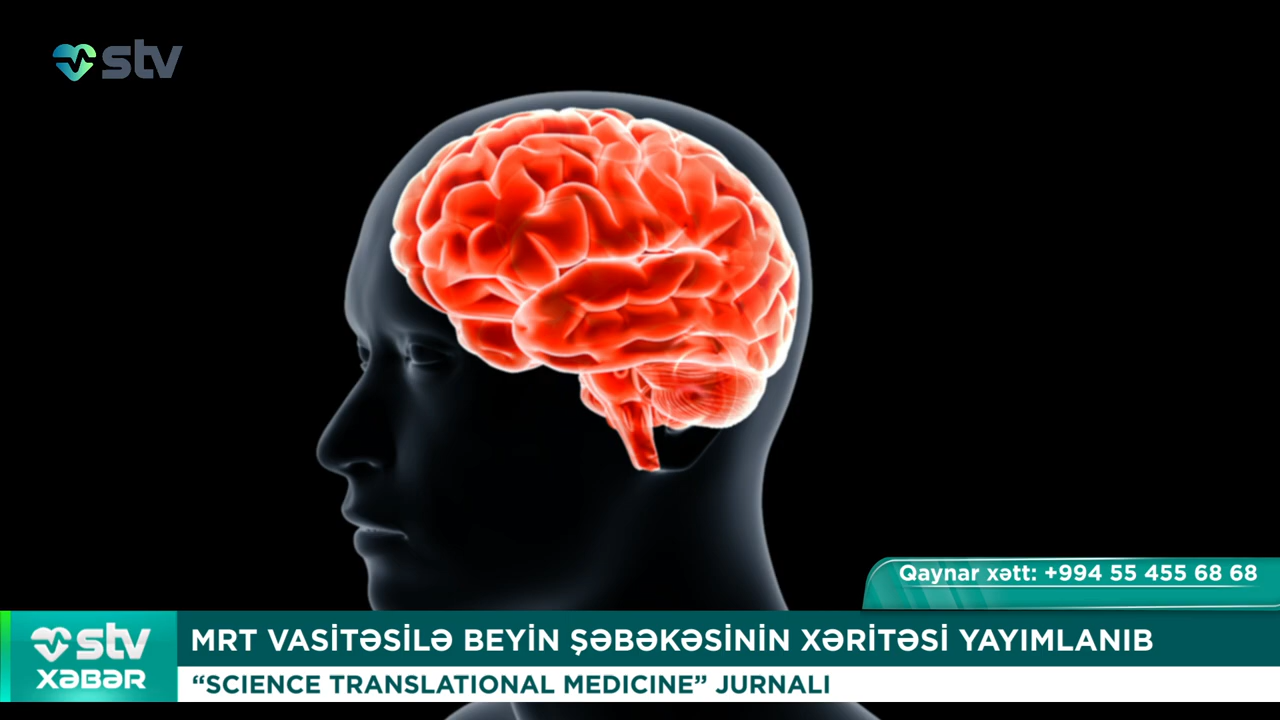 stv
Qaynar xətt: +994 55 455 68 68
stv
XƏBƏR
MRT VASİTƏSİLƏ BEYİN ŞƏBƏKƏSİNİN XƏRİTƏSİ YAYIMLANIB
“SCIENCE TRANSLATIONAL MEDICINE” JURNALI